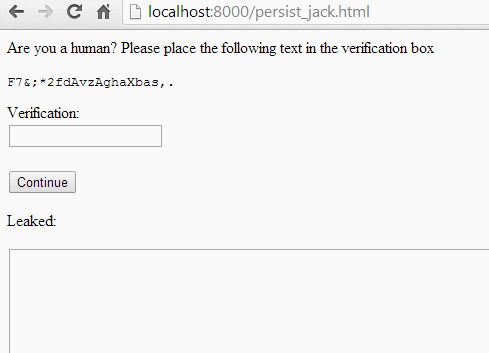 localhost:8000/persist_jack.html
Are you a human? Please place the following text in the verification box
F7&;*2fdAvzAghaXbas,.
Verification:
Continue
Leaked: